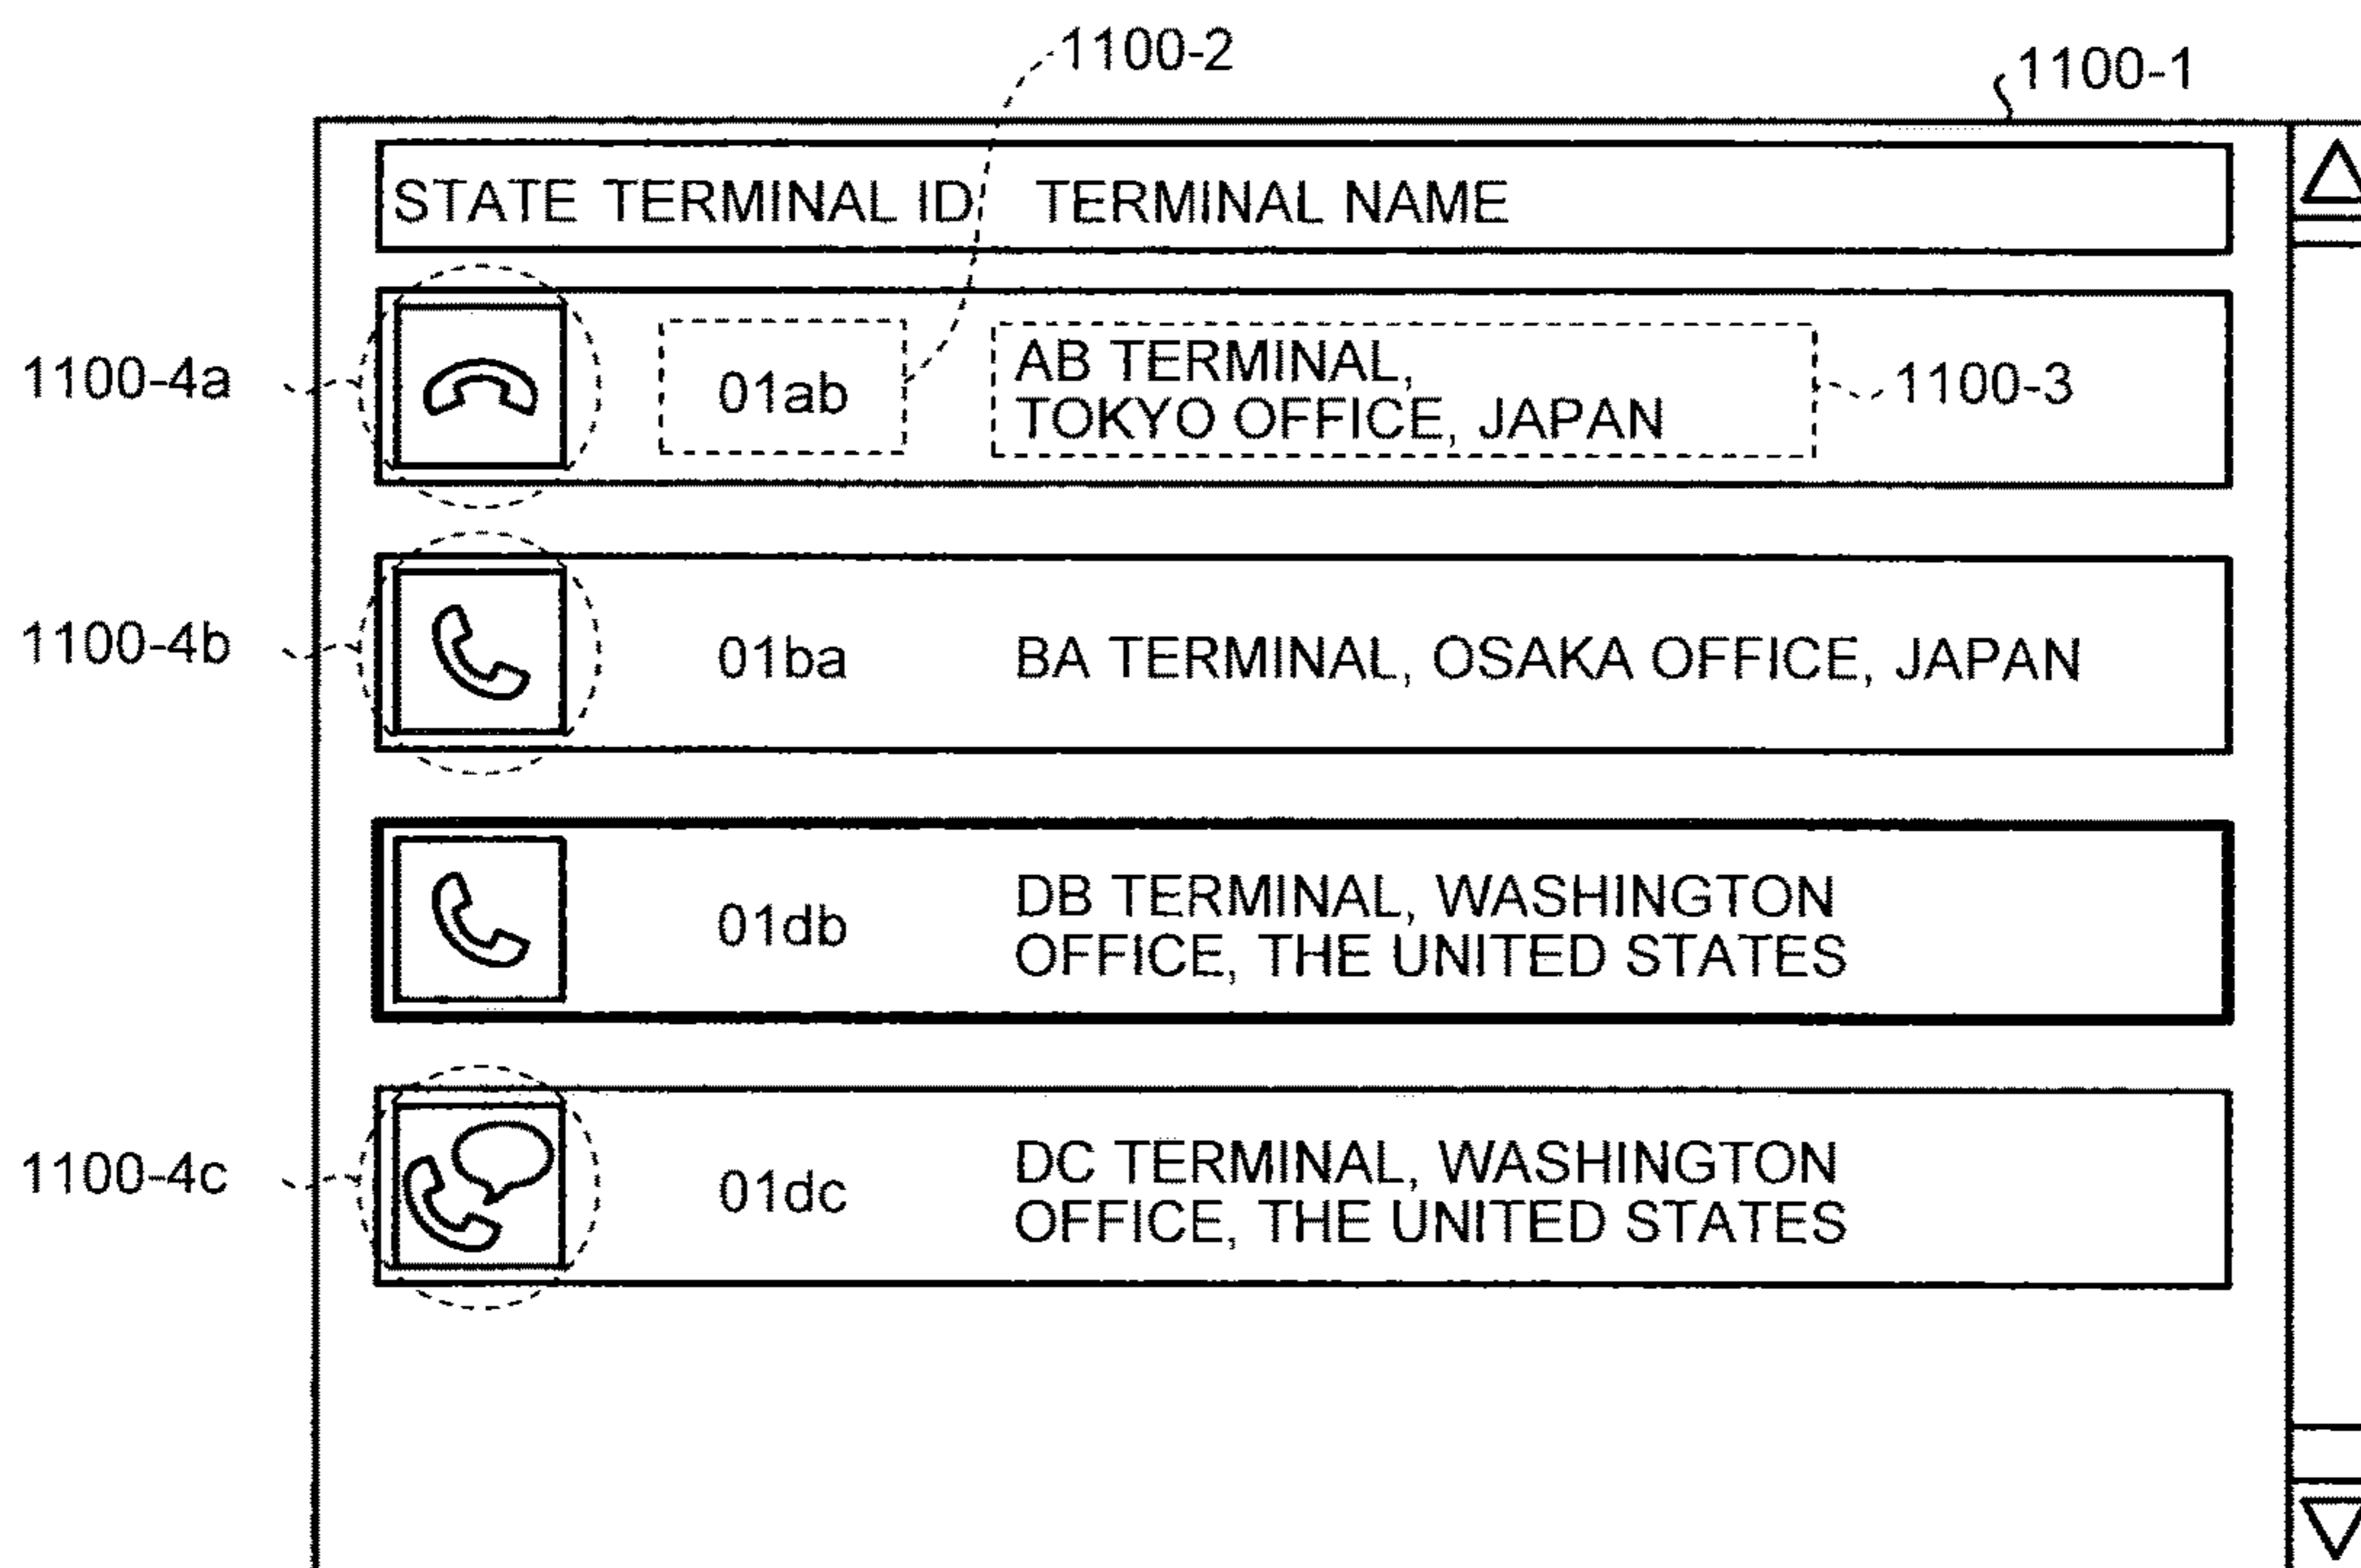 1100-2
1100-1
STATE TERMINAL ID TERMINAL NAME
1100-4a
01ab
AB TERMINAL,
TOKYO OFFICE, JAPAN
1100-3
1100-4b
01ba
BA TERMINAL, OSAKA OFFICE, JAPAN
01db
DB TERMINAL, WASHINGTON
OFFICE, THE UNITED STATES
1100-4c
01dc
DC TERMINAL, WASHINGTON
OFFICE, THE UNITED STATES